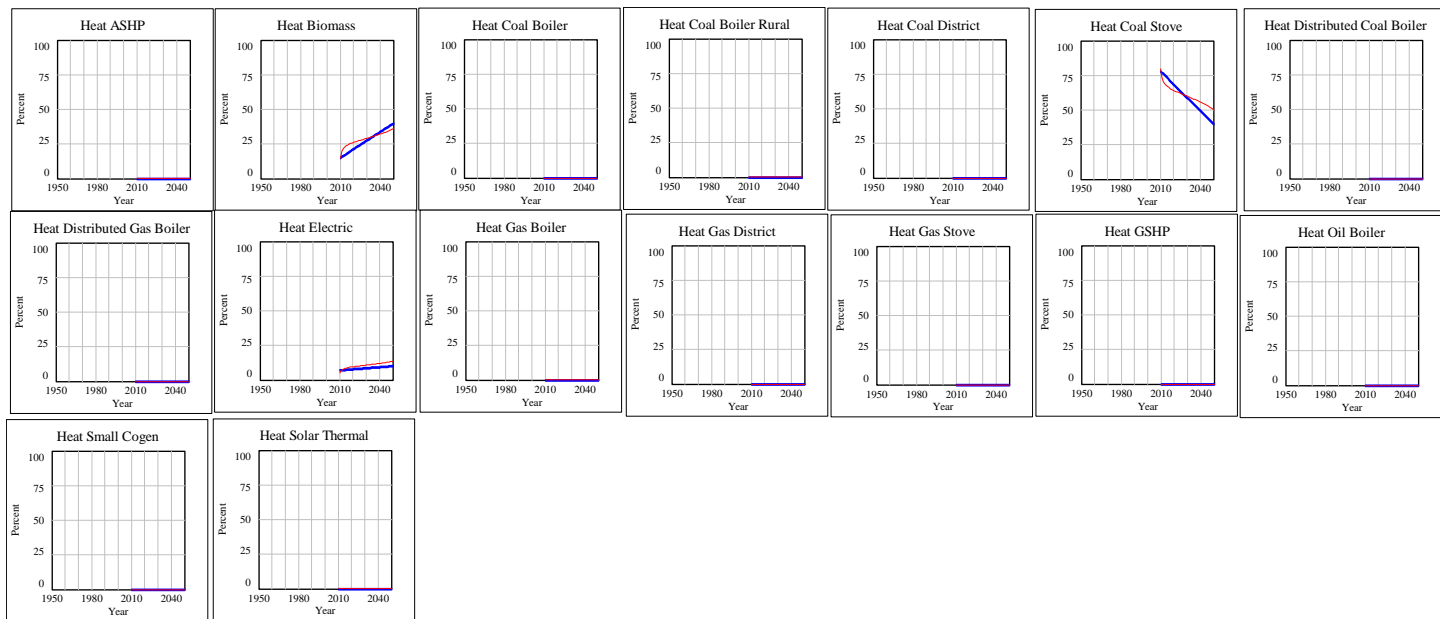 Heat ASHP
100
75
50
25
0
Percent
1950 1980 2010 2040
Year
Heat Biomass
100
75
50
25
0
Percent
1950 1980 2010 2040
Year
Heat Coal Boiler
100
75
50
25
0
Percent
1950 1980 2010 2040
Year
Heat Coal Boiler Rural
100
75
50
25
0
Percent
1950 1980 2010 2040
Year
Heat Coal District
100
75
50
25
0
Percent
1950 1980 2010 2040
Year
Heat Coal Stove
100
75
50
25
0
Percent
1950 1980 2010 2040
Year
Heat Distributed Coal Boiler
100
75
50
25
0
Percent
1950 1980 2010 2040
Year
Heat Distributed Gas Boiler
100
75
50
25
0
Percent
1950 1980 2010 2040
Year
Heat Electric
100
75
50
25
0
Percent
1950 1980 2010 2040
Year
Heat Gas Boiler
100
75
50
25
0
Percent
1950 1980 2010 2040
Year
Heat Gas District
100
75
50
25
0
Percent
1950 1980 2010 2040
Year
Heat Gas Stove
100
75
50
25
0
Percent
1950 1980 2010 2040
Year
Heat GSHP
100
75
50
25
0
Percent
1950 1980 2010 2040
Year
Heat Oil Boiler
100
75
50
25
0
Percent
1950 1980 2010 2040
Year
Heat Small Cogen
100
75
50
25
0
Percent
1950 1980 2010 2040
Year
Heat Solar Thermal
100
75
50
25
0
Percent
1950 1980 2010 2040
Year